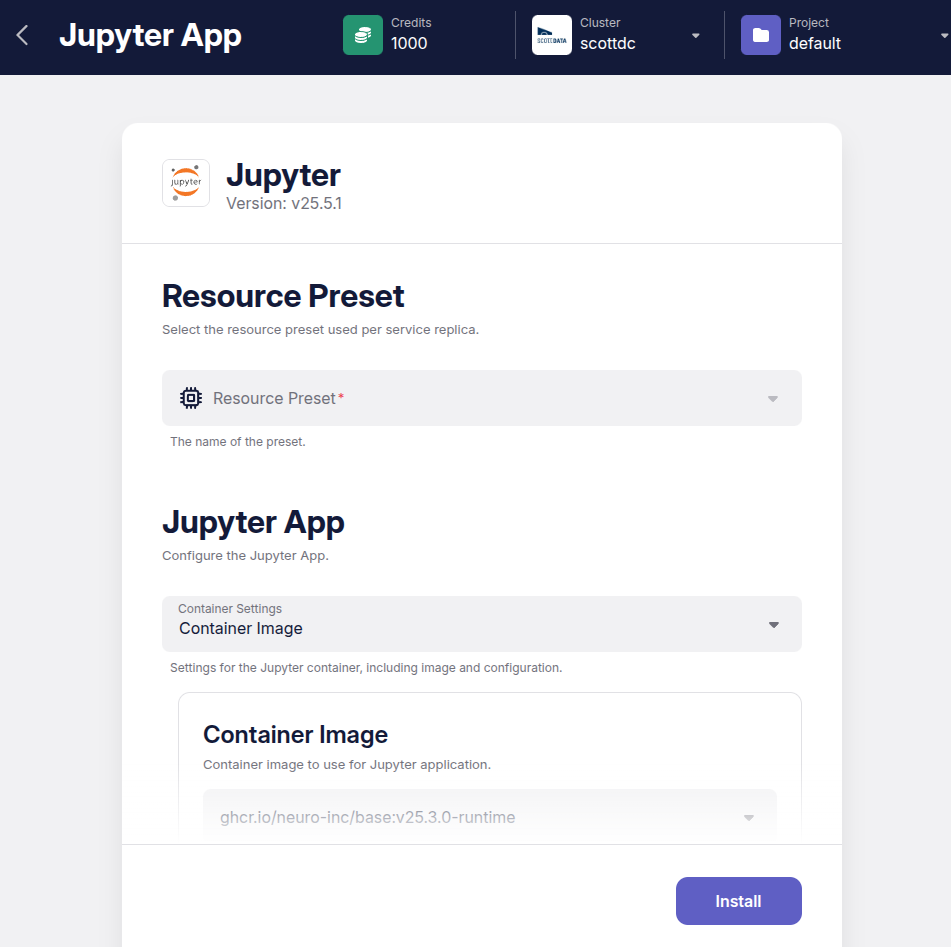 Jupyter App
Credits
1000
Cluster
scottdc
Project
default
SCOTT DATA
jupyter
Jupyter
Version: v25.5.1
Resource Preset
Select the resource preset used per service replica.
Resource Preset*
The name of the preset.
Jupyter App
Configure the Jupyter App.
Container Settings
Container Image
Settings for the Jupyter container, including image and configuration.
Container Image
Container image to use for Jupyter application.
ghcr.io/neuro-inc/base:v25.3.0-runtime
Install